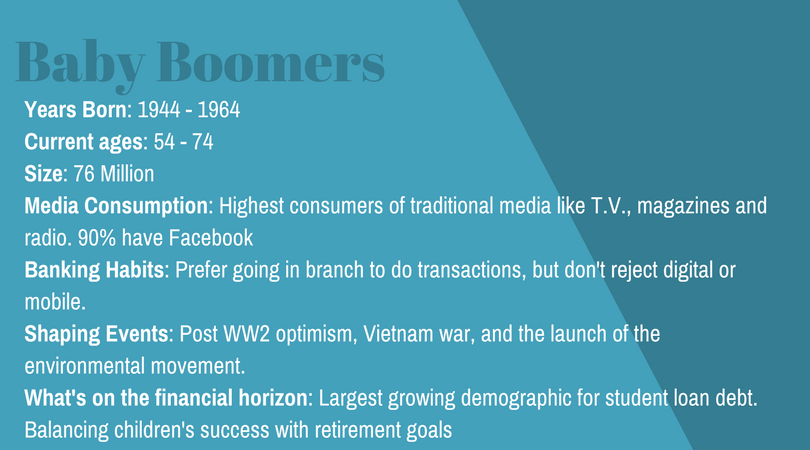 Baby Boomers
Years Born: 1944 - 1964
Current ages: 54 - 74
Size: 76 Million
Media Consumption: Highest consumers of traditional media like T.V., magazines and
radio. 90% have Facebook
Banking Habits: Prefer going in branch to do transactions, but don't reject digital or
mobile.
Shaping Events: Post WW2 optimism, Vietnam war, and the launch of the
environmental movement.
What's on the financial horizon: Largest growing demographic for student loan debt.
Balancing children's success with retirement goals